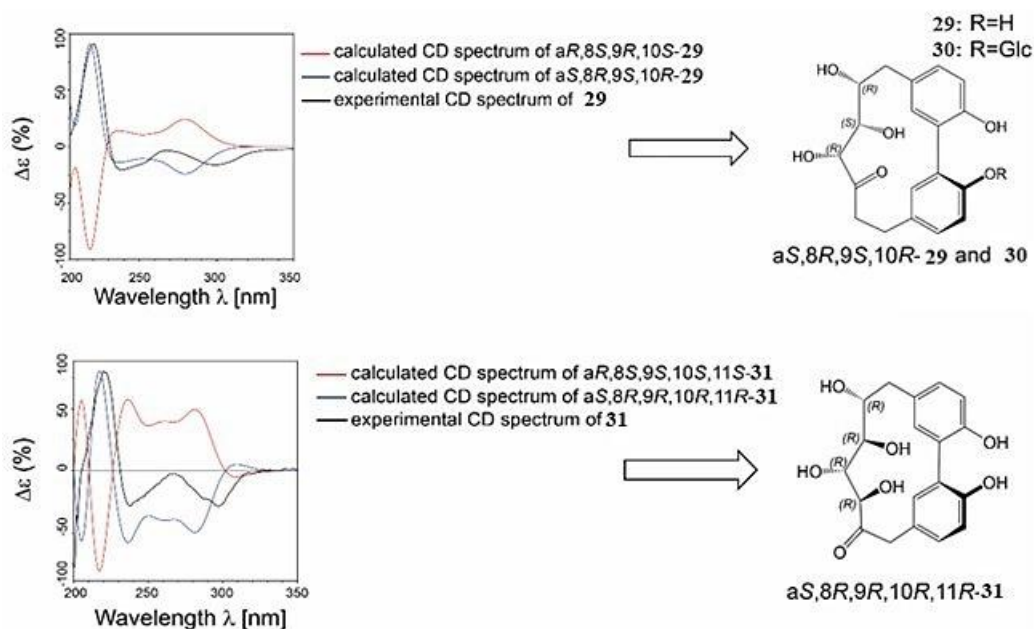 100
50
0
-50
-100
Δε (%)
200
250
300
350
Wavelength λ [nm]
calculated CD spectrum of aR,8S,9R,10S-29
calculated CD spectrum of aS,8R,9S,10R-29
experimental CD spectrum of 29
29: R=H
30: R=Glc
HO
(R)
(S)
OH
OH
HO
(R)
O
OR
aS,8R,9S,10R- 29 and 30
100
50
0
-50
-100
Δε (%)
200
250
300
350
Wavelength λ [nm]
calculated CD spectrum of aR,8S,9S,10S,11S-31
calculated CD spectrum of aS,8R,9R,10R,11R-31
experimental CD spectrum of 31
HO
(R)
(R)
OH
OH
(R)
HO
OH
OH
(R)
O
aS,8R,9R,10R,11R-31